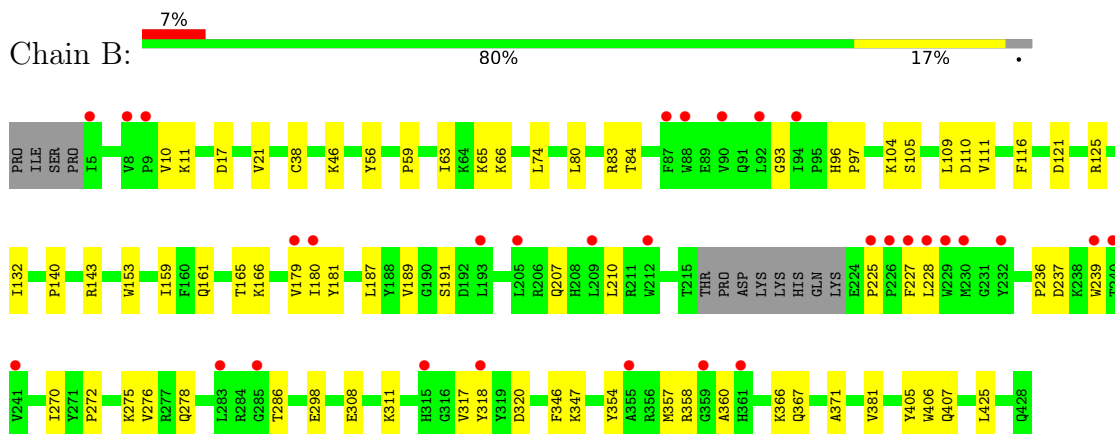 7%
Chain B:
80% 17% •
PRO ILE SER PRO I5 V8 P9 V10 K11 D17 V21 C38 K46 Y56 P59 I63 K64 K65 K66 L74 L80 R83 T84 F87 W88 E89 V90 Q91 L92 G93 I94 P95 H96 P97 K104 S105 L109 D110 V111 F116 D121 R125
I132 P140 R143 W153 I159 F160 Q161 T165 K166 V179 I180 Y181 L187 Y188 V189 G190 S191 D192 L193 L205 R206 Q207 H208 L209 L210 R211 W212 T215 THR PRO ASP LYS LYS HIS GLN LYS E224 P225 P226 F227 L228 W229 M230 G231 Y232 P236 D237 K238 W239 T240
V241 I270 Y271 P272 K275 V276 R277 Q278 L283 R284 G285 T286 E298 E308 K311 H315 G316 V317 Y318 Y319 D320 F346 K347 Y354 A355 R356 M357 R358 G359 A360 H361 K366 Q367 A371 V381 Y405 W406 Q407 L425 Q428